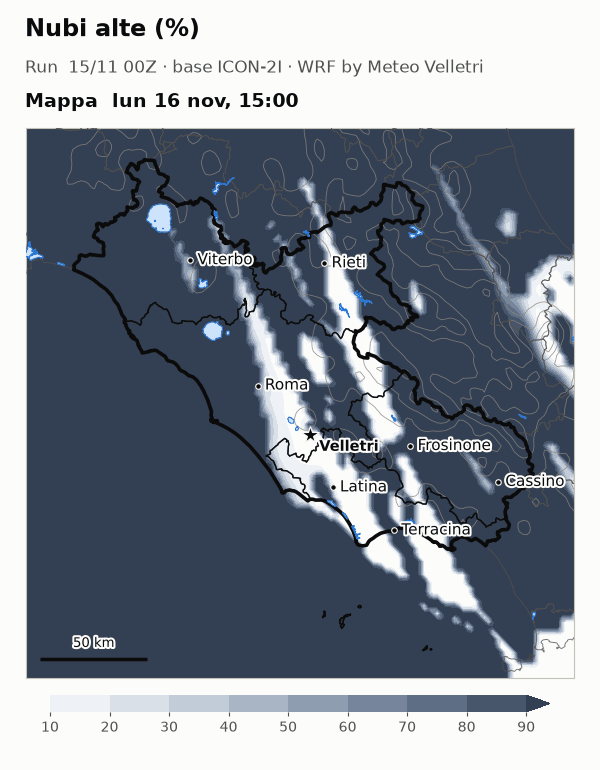 Nubi alte (%)
Run  15/11 00Z · base ICON-2I · WRF by Meteo Velletri
Mappa  lun 16 nov, 15:00
Viterbo
Rieti
Roma
Velletri
Frosinone
Latina
Cassino
Terracina
50 km
10 20 30 40 50 60 70 80 90